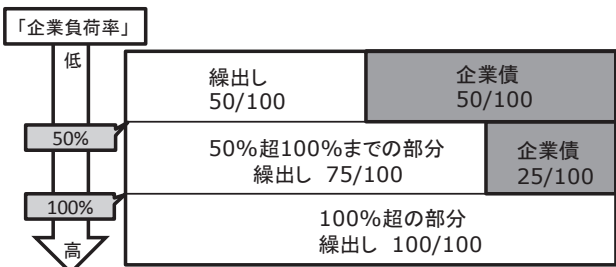 「企業負荷率」
低
繰出し
50/100
企業債
50/100
50%
50%超100%までの部分
繰出し 75/100
企業債
25/100
100%
100%超の部分
繰出し 100/100
高